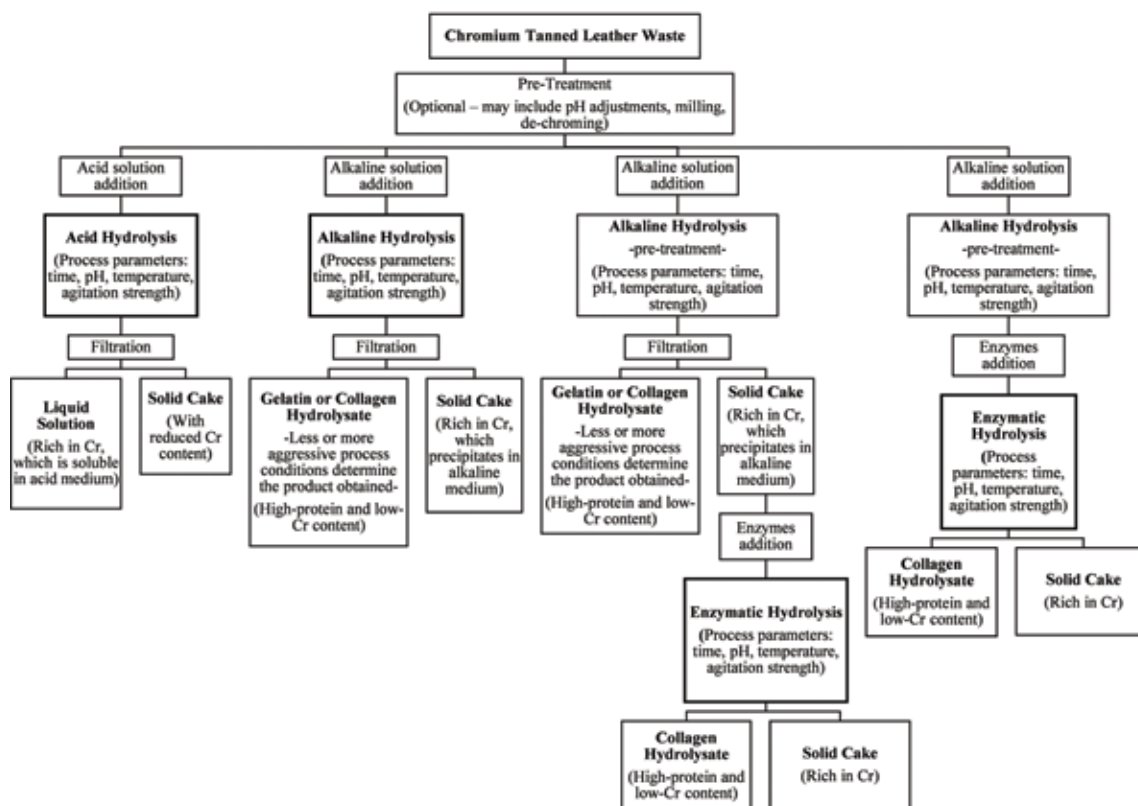 Chromium Tanned Leather Waste
Pre-Treatment
(Optional – may include pH adjustments, milling,
de-chroming)
Acid solution
addition
Alkaline solution
addition
Alkaline solution
addition
Alkaline solution
addition
Acid Hydrolysis
(Process parameters:
time, pH, temperature,
agitation strength)
Alkaline Hydrolysis
(Process parameters:
time, pH, temperature,
agitation strength)
Alkaline Hydrolysis
-pre-treatment-
(Process parameters: time,
pH, temperature, agitation
strength)
Alkaline Hydrolysis
-pre-treatment-
(Process parameters: time,
pH, temperature, agitation
strength)
Filtration
Filtration
Filtration
Enzymes
addition
Liquid
Solution
(Rich in Cr,
which is soluble
in acid medium)
Solid Cake
(With
reduced Cr
content)
Gelatin or Collagen
Hydrolysate
-Less or more
aggressive process
conditions determine
the product obtained-
(High-protein and low-
Cr content)
Solid Cake
(Rich in Cr,
which
precipitates in
alkaline
medium)
Gelatin or Collagen
Hydrolysate
-Less or more
aggressive process
conditions determine
the product obtained-
(High-protein and low-
Cr content)
Solid Cake
(Rich in Cr,
which
precipitates in
alkaline
medium)
Enzymatic
Hydrolysis
(Process
parameters: time,
pH, temperature,
agitation strength)
Enzymes
addition
Collagen
Hydrolysate
(High-protein and
low-Cr content)
Solid Cake
(Rich in Cr)
Enzymatic Hydrolysis
(Process parameters:
time, pH, temperature,
agitation strength)
Collagen
Hydrolysate
(High-protein and
low-Cr content)
Solid Cake
(Rich in Cr)